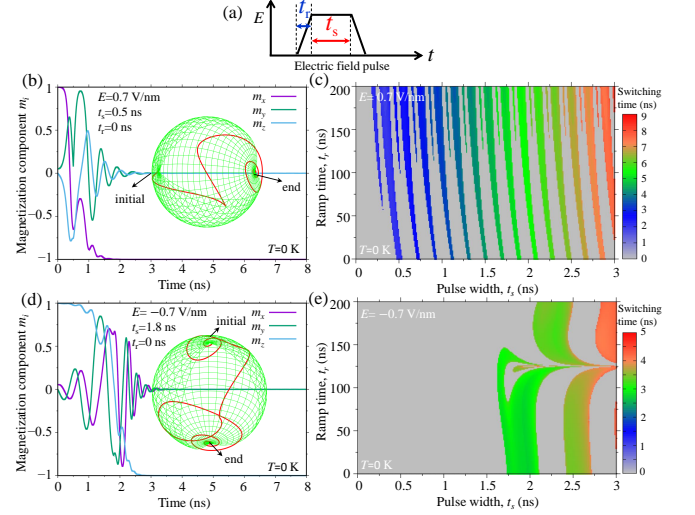 (a)
E
t_r
t_s
t
Electric field pulse
(b)
Magnetization component m_i
1
0.5
0
−0.5
−1
E=0.7 V/nm
t_s=0.5 ns
t_r=0 ns
m_x
m_y
m_z
initial
end
T=0 K
0 1 2 3 4 5 6 7 8
Time (ns)
(c)
Ramp time, t_r (ns)
200
150
100
50
0
E= 0.7 V/nm
T=0 K
0 0.5 1 1.5 2 2.5 3
Pulse width, t_s (ns)
Switching
time (ns)
9
8
7
6
5
4
3
2
1
0
(d)
Magnetization component m_i
1
0.5
0
−0.5
−1
E= −0.7 V/nm
t_s=1.8 ns
t_r=0 ns
m_x
m_y
m_z
initial
end
T=0 K
0 1 2 3 4 5 6 7 8
Time (ns)
(e)
Ramp time, t_r (ns)
200
150
100
50
0
E= −0.7 V/nm
T=0 K
0 0.5 1 1.5 2 2.5 3
Pulse width, t_s (ns)
Switching
time (ns)
5
4
3
2
1
0